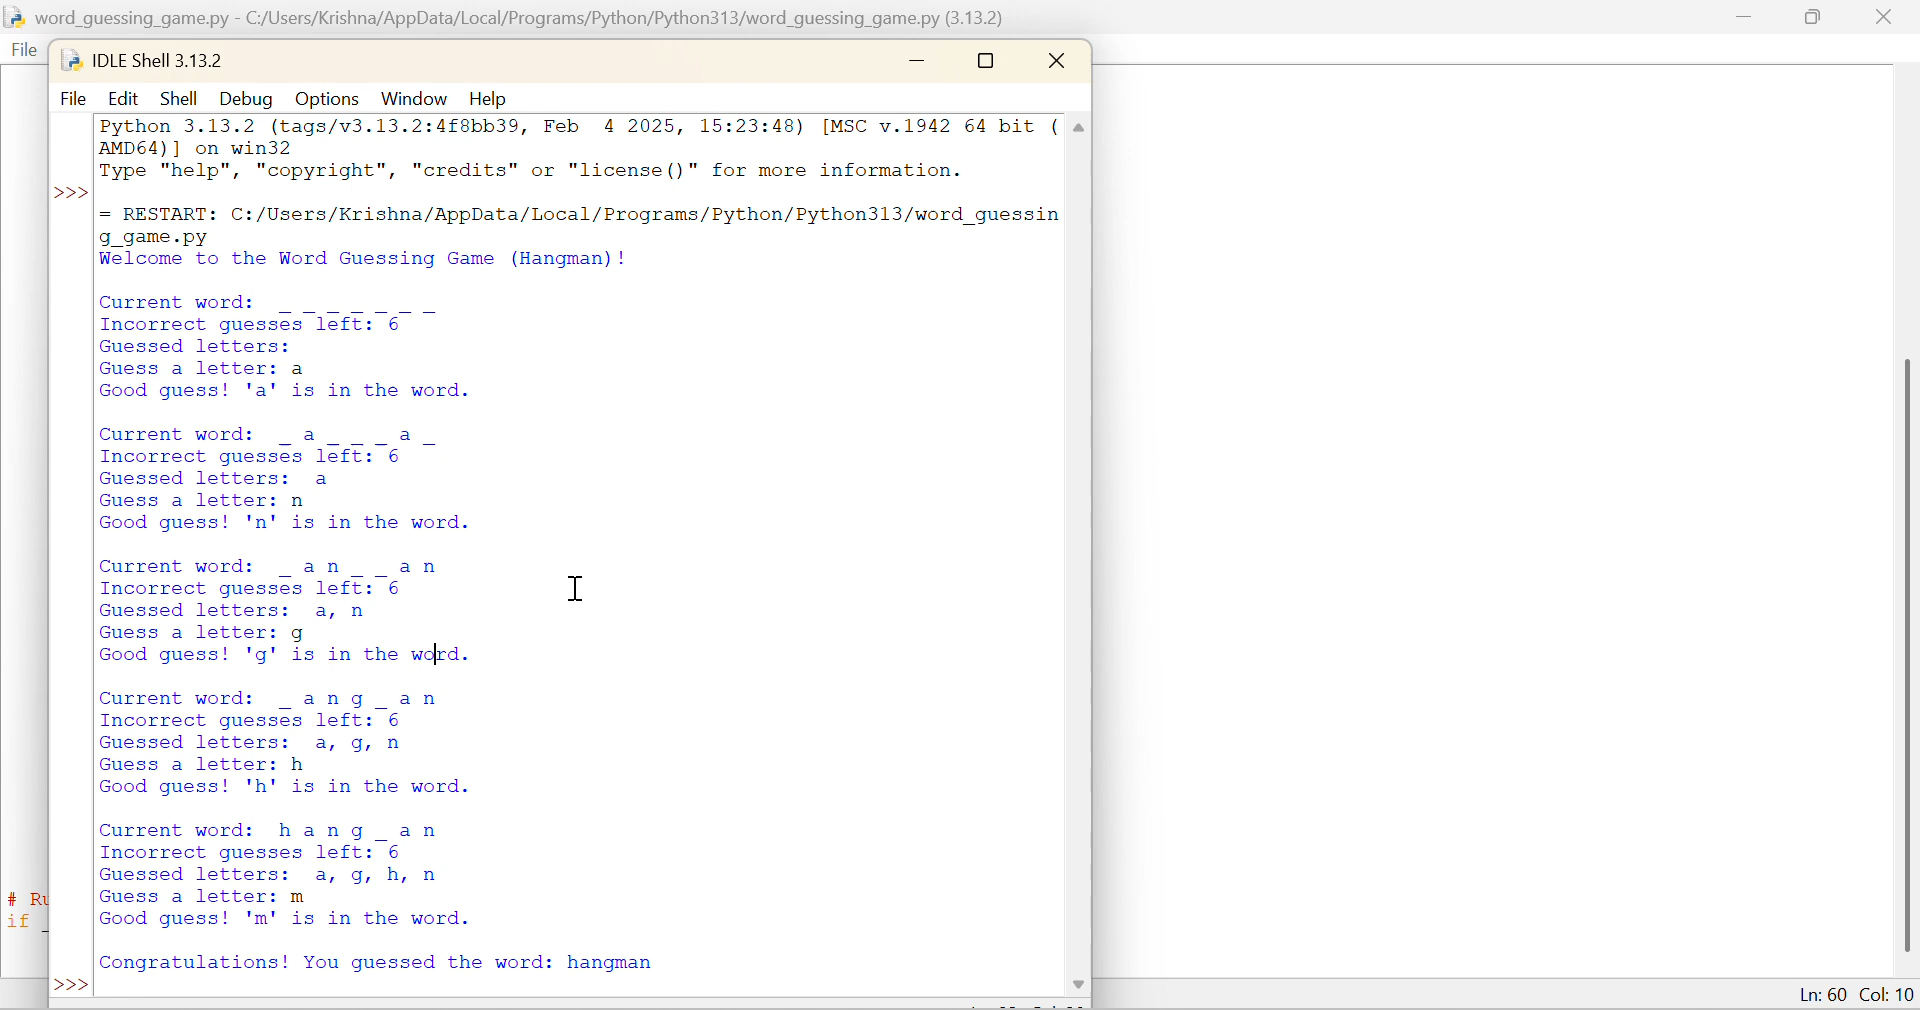 word_guessing_game.py - C:/Users/Krishna/AppData/Local/Programs/Python/Python313/word_guessing_game.py (3.13.2)
File
IDLE Shell 3.13.2
File Edit Shell Debug Options Window Help
Python 3.13.2 (tags/v3.13.2:4f8bb39, Feb  4 2025, 15:23:48) [MSC v.1942 64 bit (
AMD64)] on win32
Type "help", "copyright", "credits" or "license()" for more information.
>>>
= RESTART: C:/Users/Krishna/AppData/Local/Programs/Python/Python313/word_guessin
g_game.py
Welcome to the Word Guessing Game (Hangman)!
Current word:  _ _ _ _ _ _ _
Incorrect guesses left: 6
Guessed letters:
Guess a letter: a
Good guess! 'a' is in the word.
Current word:  _ a _ _ _ a _
Incorrect guesses left: 6
Guessed letters:  a
Guess a letter: n
Good guess! 'n' is in the word.
Current word:  _ a n _ _ a n
Incorrect guesses left: 6
Guessed letters:  a, n
Guess a letter: g
Good guess! 'g' is in the word.
Current word:  _ a n g _ a n
Incorrect guesses left: 6
Guessed letters:  a, g, n
Guess a letter: h
Good guess! 'h' is in the word.
Current word:  h a n g _ a n
Incorrect guesses left: 6
Guessed letters:  a, g, h, n
Guess a letter: m
# Ru
Good guess! 'm' is in the word.
if _
Congratulations! You guessed the word: hangman
>>>
Ln: 60 Col: 10